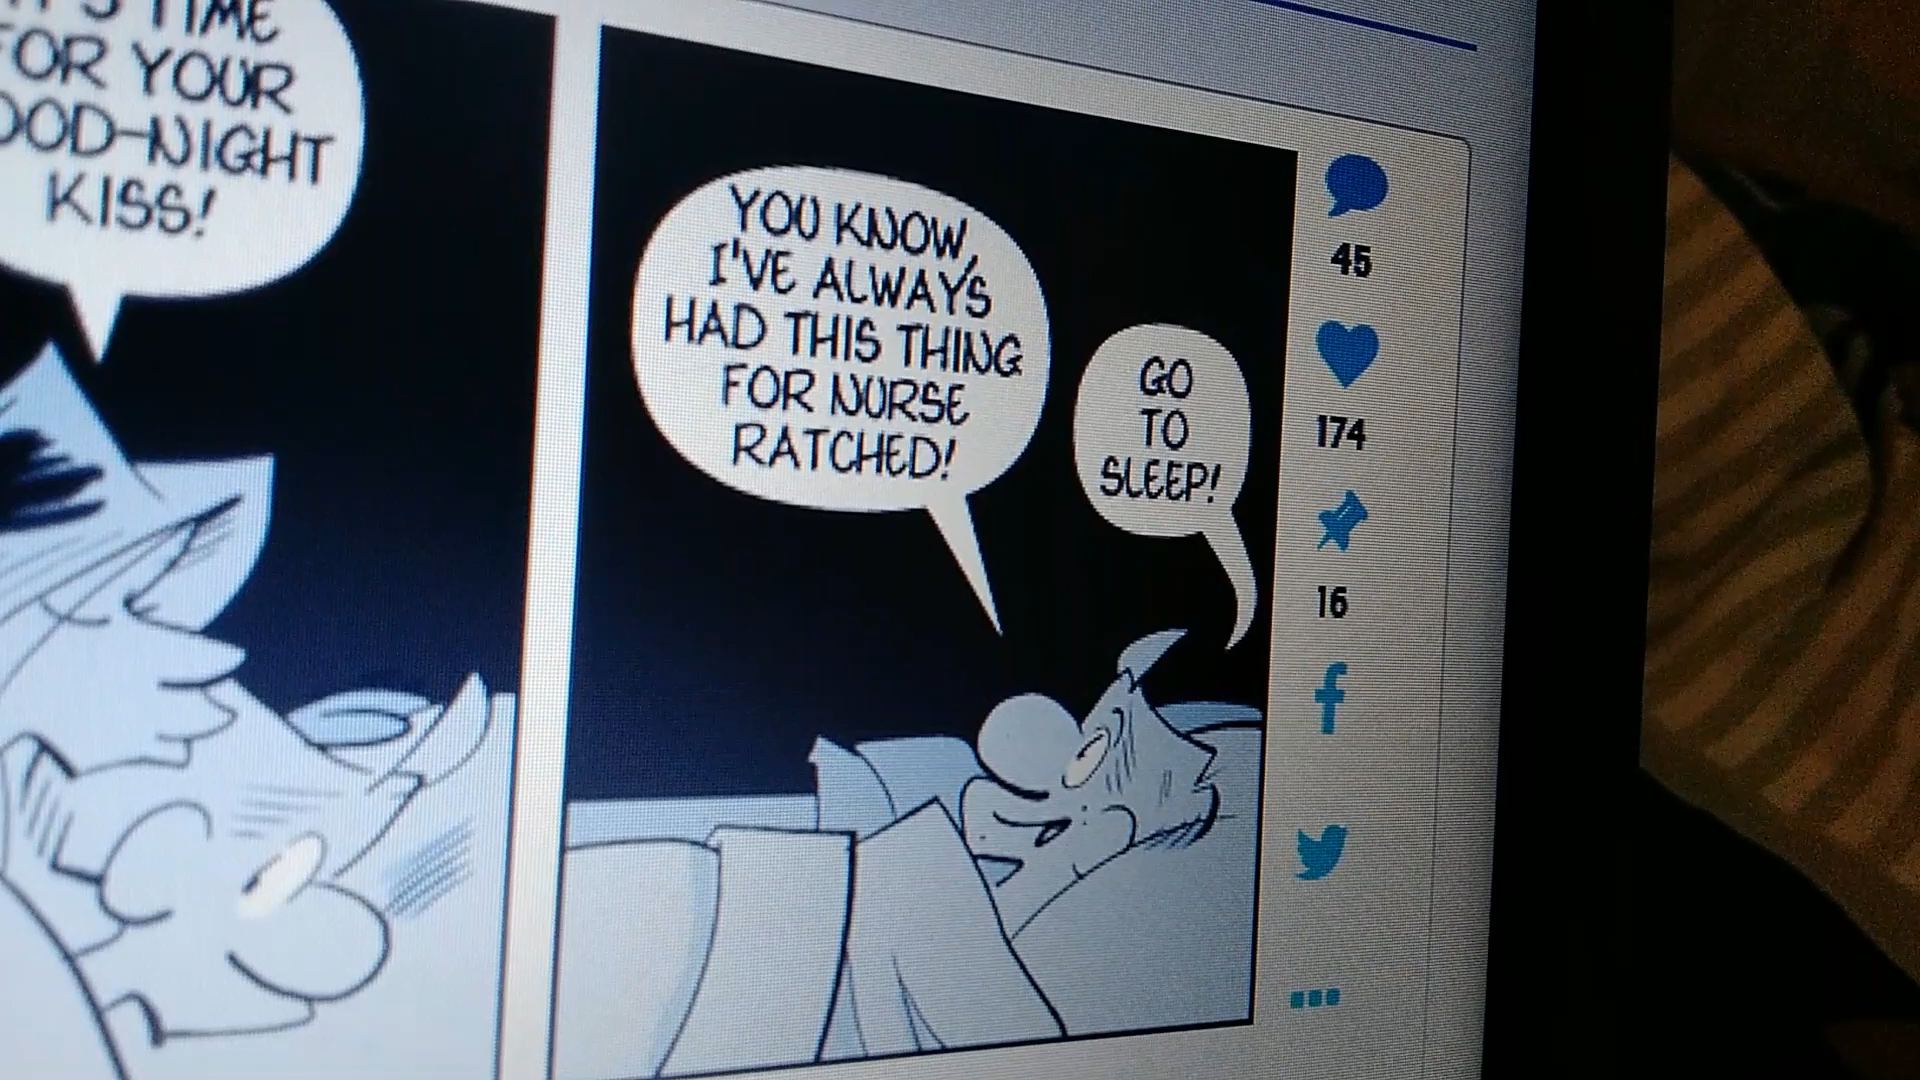 TIME
FOR YOUR
OOD-NIGHT
KISS!
YOU KNOW,
I'VE ALWAYS
HAD THIS THING
FOR NURSE
RATCHED!
GO
TO
SLEEP!
45
174
16